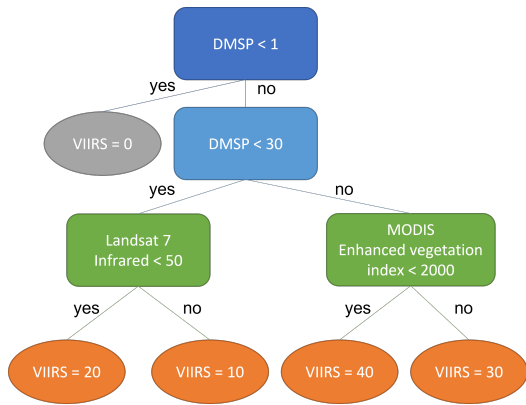 DMSP < 1
yes
no
VIIRS = 0
DMSP < 30
yes
no
Landsat 7
Infrared < 50
MODIS
Enhanced vegetation
index < 2000
yes
no
yes
no
VIIRS = 20
VIIRS = 10
VIIRS = 40
VIIRS = 30